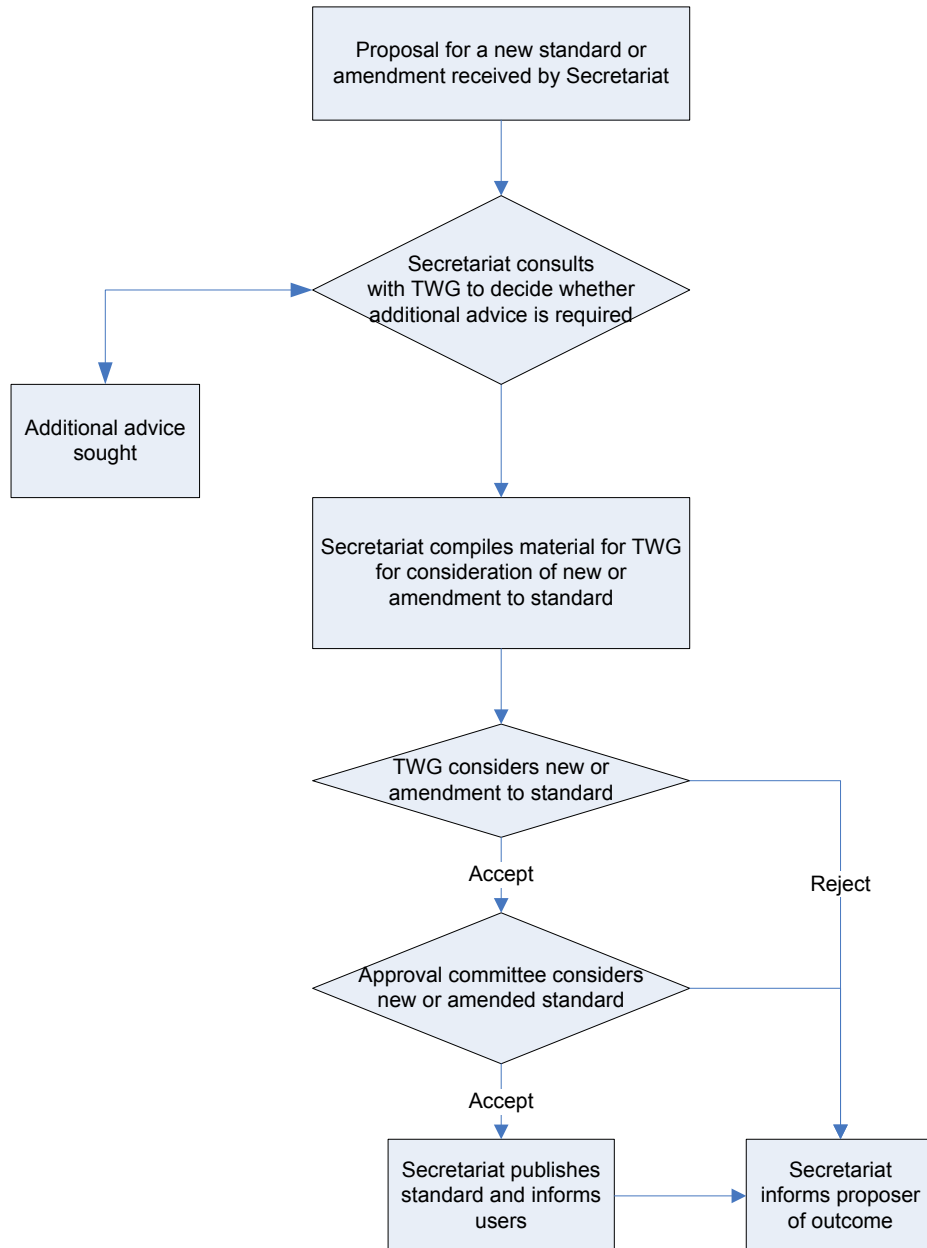 Proposal for a new standard or
amendment received by Secretariat
Secretariat consults
with TWG to decide whether
additional advice is required
Additional advice
sought
Secretariat compiles material for TWG
for consideration of new or
amendment to standard
TWG considers new or
amendment to standard
Accept
Reject
Approval committee considers
new or amended standard
Accept
Secretariat publishes
standard and informs
users
Secretariat
informs proposer
of outcome